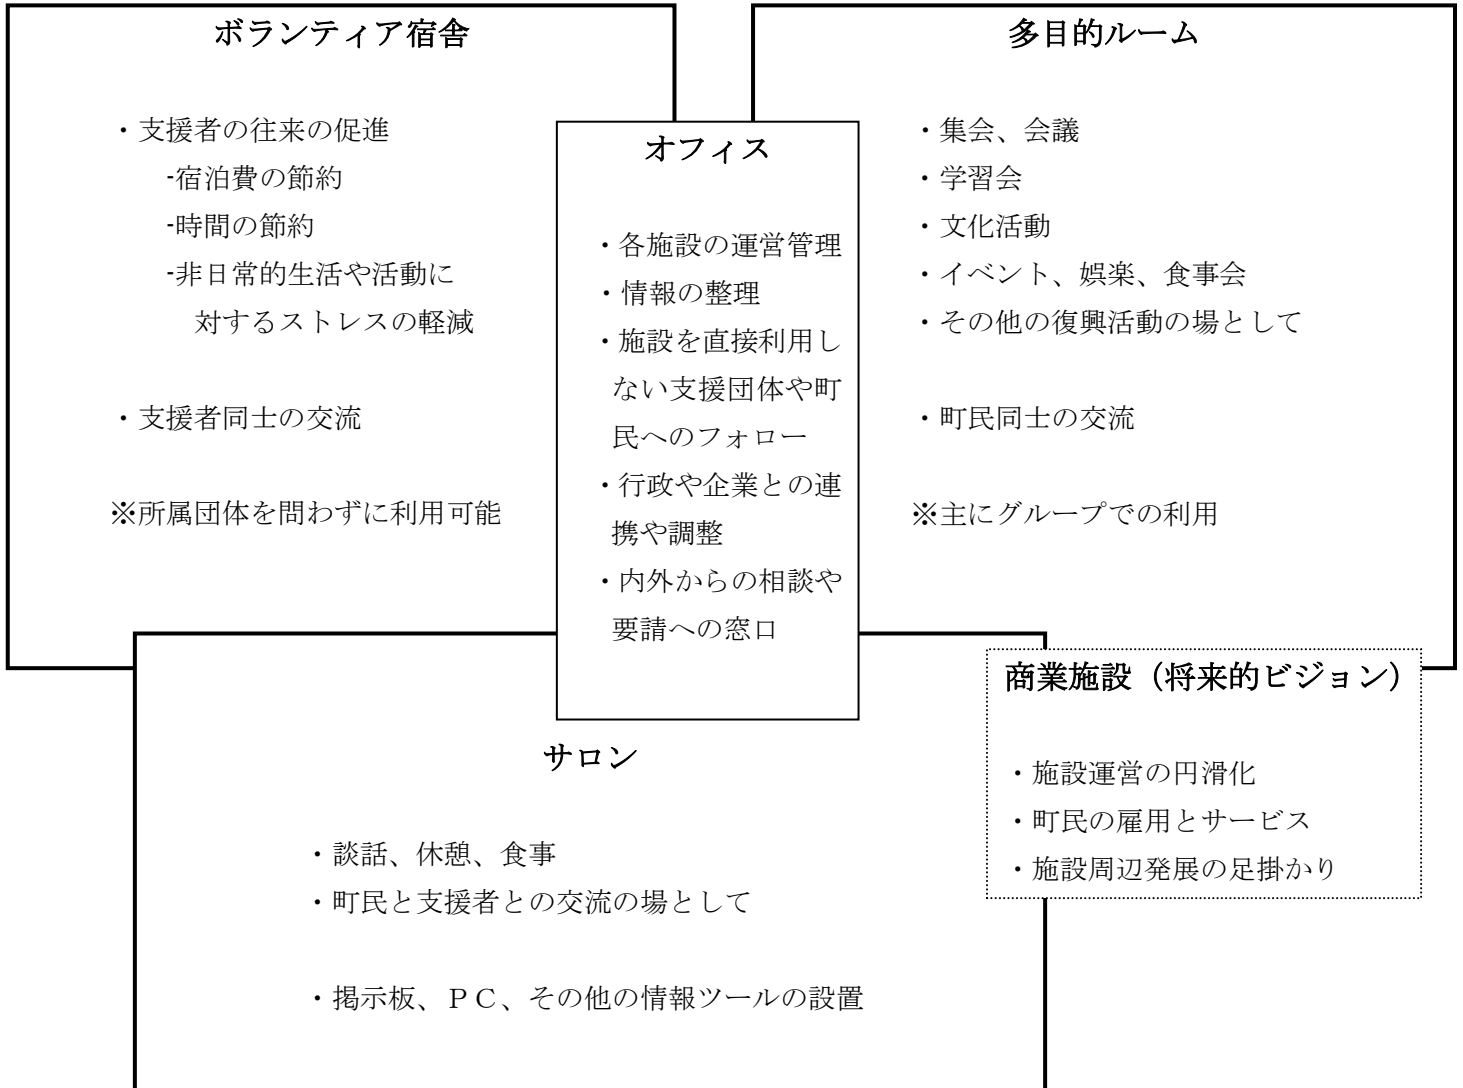 ボランティア宿舎
・支援者の往来の促進
-宿泊費の節約
-時間の節約
-非日常的生活や活動に
対するストレスの軽減
・支援者同士の交流
※所属団体を問わずに利用可能
オフィス
・各施設の運営管理
・情報の整理
・施設を直接利用し
ない支援団体や町
民へのフォロー
・行政や企業との連
携や調整
・内外からの相談や
要請への窓口
多目的ルーム
・集会、会議
・学習会
・文化活動
・イベント、娯楽、食事会
・その他の復興活動の場として
・町民同士の交流
※主にグループでの利用
サロン
・談話、休憩、食事
・町民と支援者との交流の場として
・掲示板、ＰＣ、その他の情報ツールの設置
商業施設（将来的ビジョン）
・施設運営の円滑化
・町民の雇用とサービス
・施設周辺発展の足掛かり